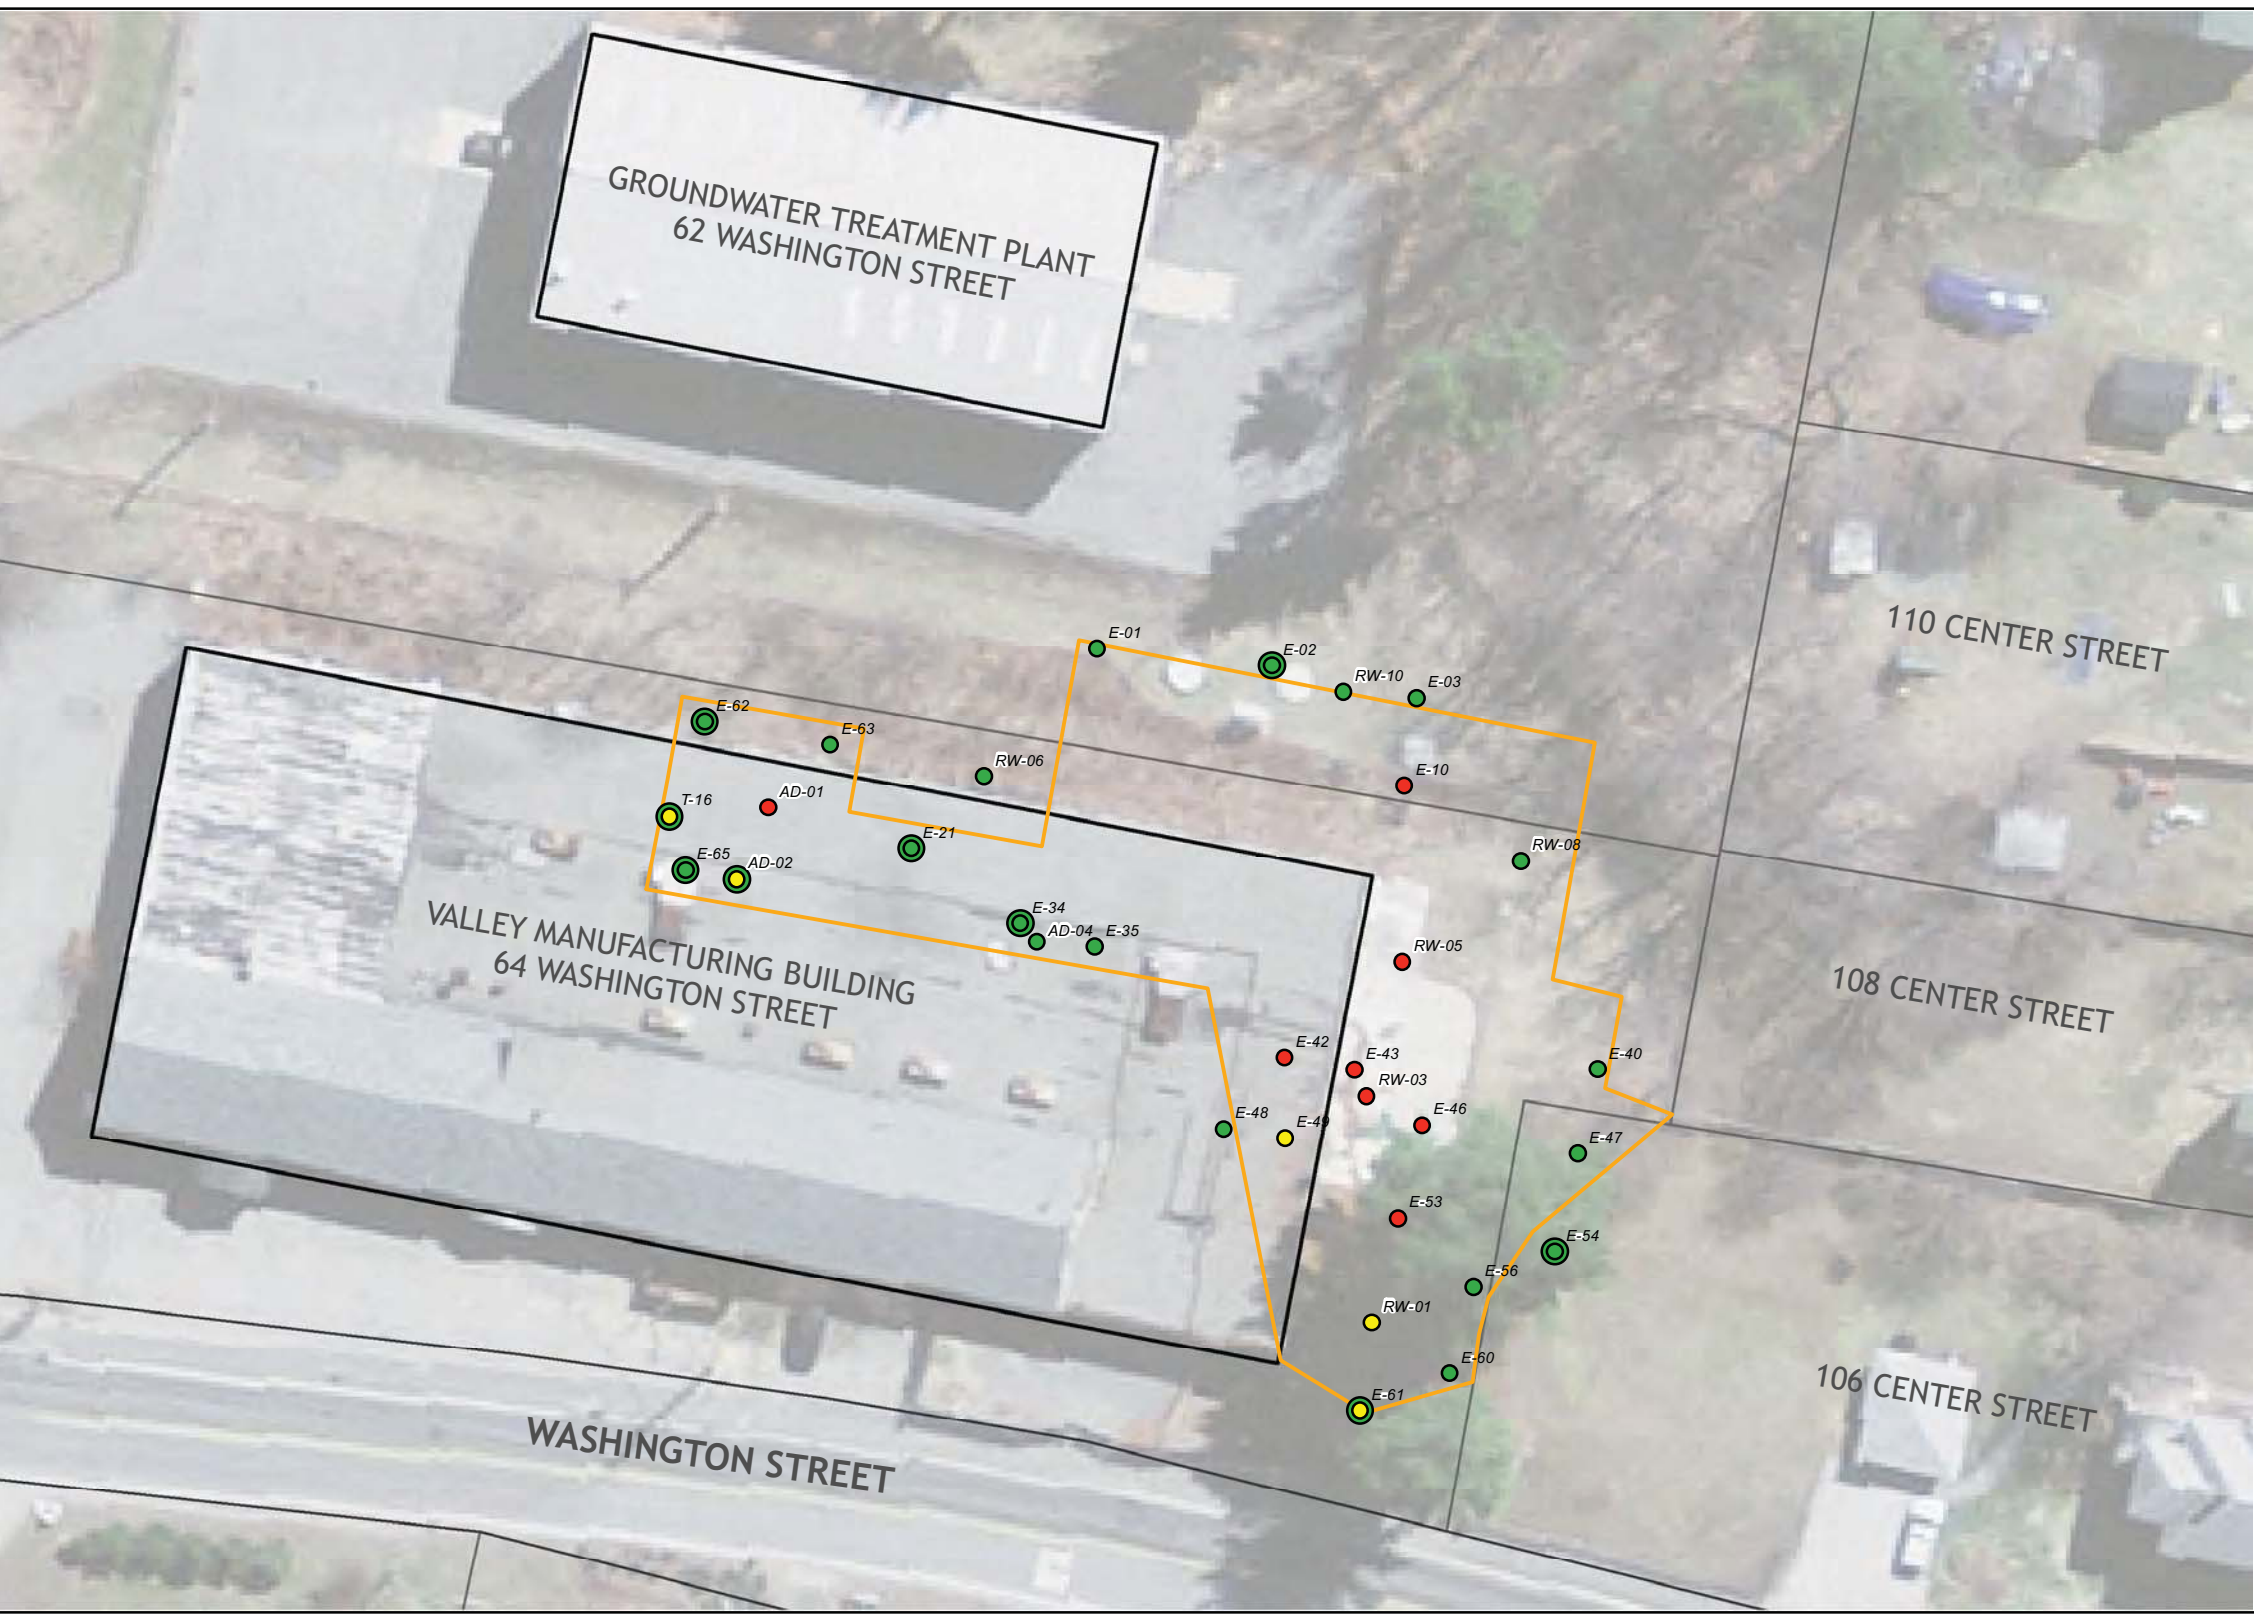 GROUNDWATER TREATMENT PLANT
62 WASHINGTON STREET
E-01
E-02
RW-10
E-03
E-62
E-63
RW-06
E-10
T-16
AD-01
E-21
RW-08
E-65
AD-02
E-34
AD-04
E-35
RW-05
VALLEY MANUFACTURING BUILDING
64 WASHINGTON STREET
110 CENTER STREET
108 CENTER STREET
E-42
E-43
RW-03
E-40
E-48
E-49
E-46
E-47
E-53
E-54
E-56
RW-01
E-60
E-61
106 CENTER STREET
WASHINGTON STREET